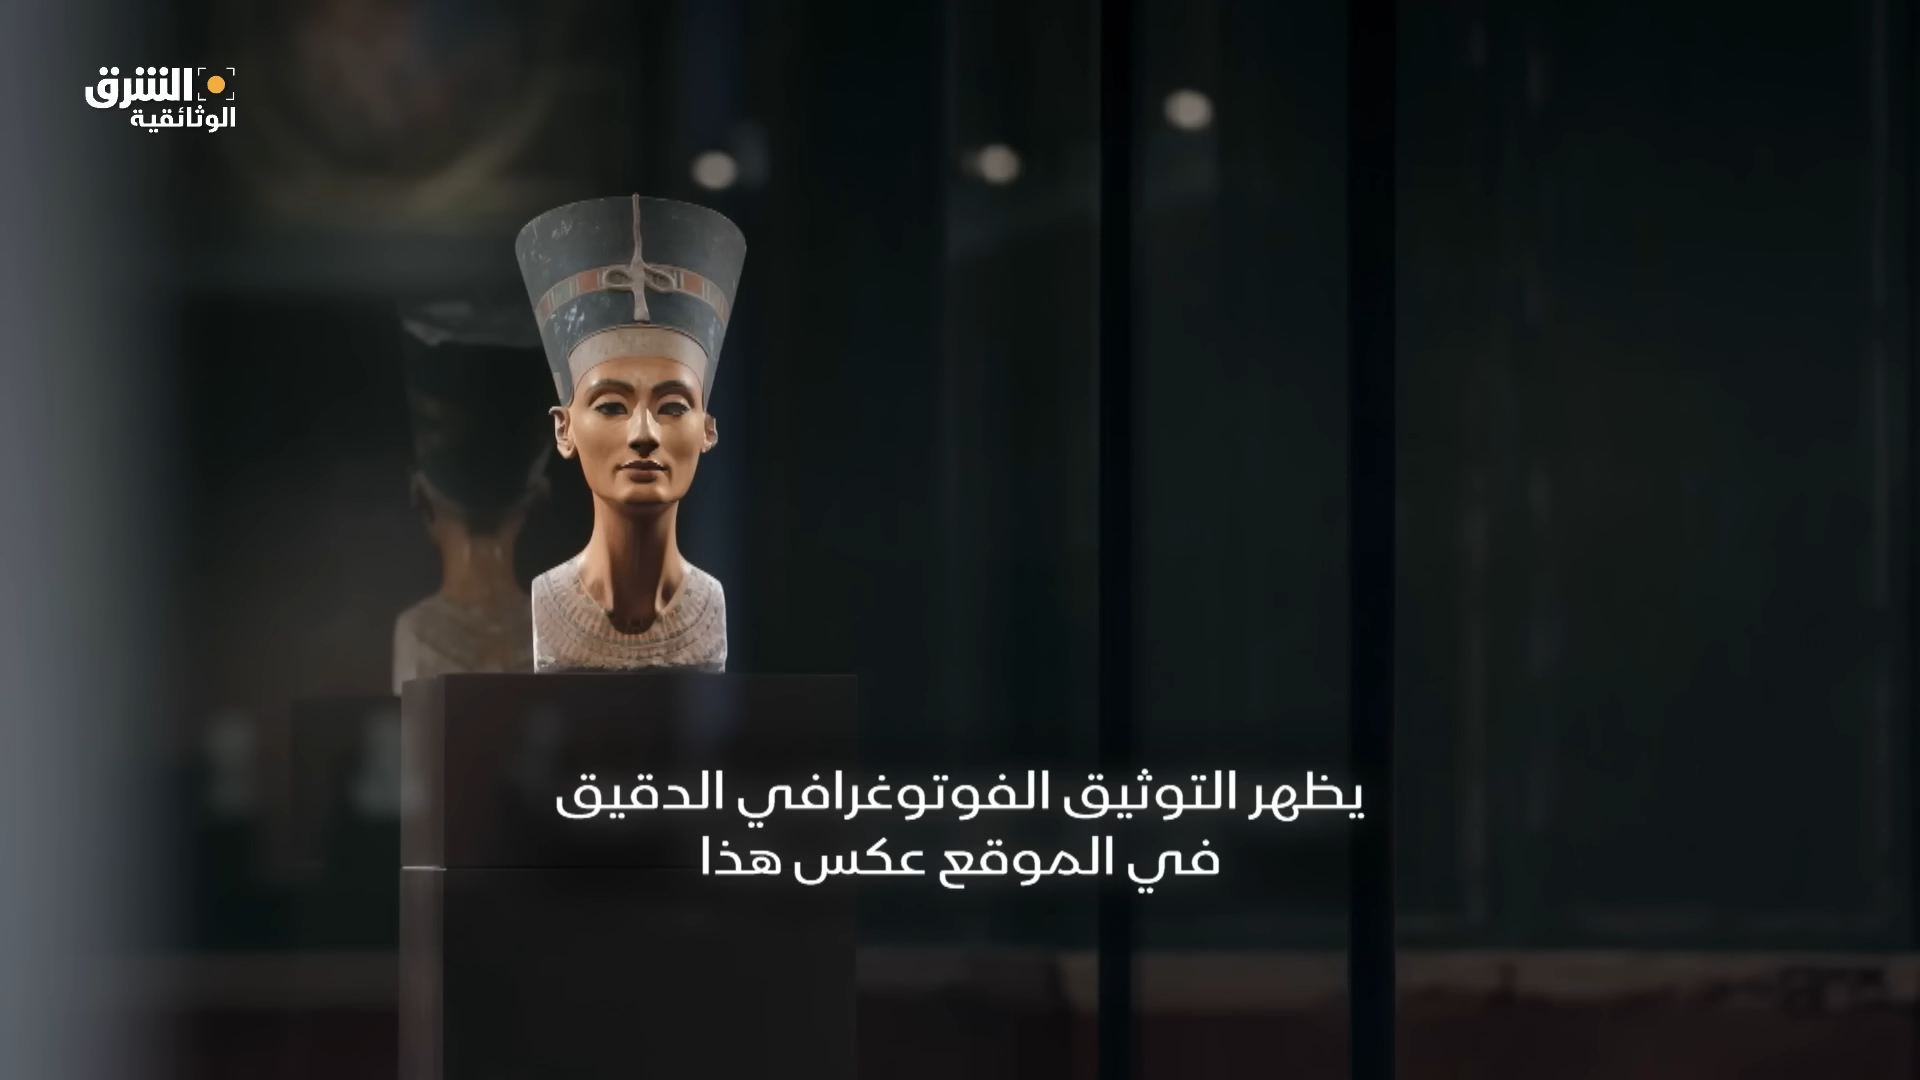 الشرق
الوثائقية
يظهر التوثيق الفوتوغرافي الدقيق
في الموقع عكس هذا